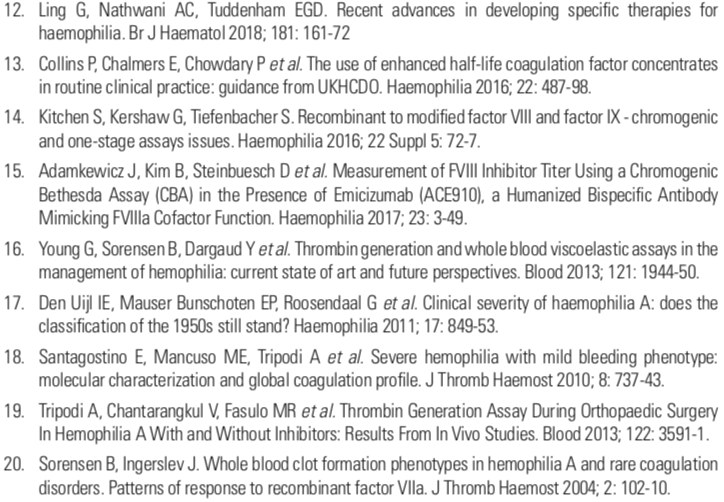 12. Ling G, Nathwani AC, Tuddenham EGD. Recent advances in developing specific therapies for
haemophilia. Br J Haematol 2018; 181: 161-72
13. Collins P, Chalmers E, Chowdary P et al. The use of enhanced half-life coagulation factor concentrates
in routine clinical practice: guidance from UKHCDO. Haemophilia 2016; 22: 487-98.
14. Kitchen S, Kershaw G, Tiefenbacher S. Recombinant to modified factor VIII and factor IX - chromogenic
and one-stage assays issues. Haemophilia 2016; 22 Suppl 5: 72-7.
15. Adamkewicz J, Kim B, Steinbuesch D et al. Measurement of FVIII Inhibitor Titer Using a Chromogenic
Bethesda Assay (CBA) in the Presence of Emicizumab (ACE910), a Humanized Bispecific Antibody
Mimicking FVIIIa Cofactor Function. Haemophilia 2017; 23: 3-49.
16. Young G, Sorensen B, Dargaud Y et al. Thrombin generation and whole blood viscoelastic assays in the
management of hemophilia: current state of art and future perspectives. Blood 2013; 121: 1944-50.
17. Den Uijl IE, Mauser Bunschoten EP, Roosendaal G et al. Clinical severity of haemophilia A: does the
classification of the 1950s still stand? Haemophilia 2011; 17: 849-53.
18. Santagostino E, Mancuso ME, Tripodi A et al. Severe hemophilia with mild bleeding phenotype:
molecular characterization and global coagulation profile. J Thromb Haemost 2010; 8: 737-43.
19. Tripodi A, Chantarangkul V, Fasulo MR et al. Thrombin Generation Assay During Orthopaedic Surgery
In Hemophilia A With and Without Inhibitors: Results From In Vivo Studies. Blood 2013; 122: 3591-1.
20. Sorensen B, Ingerslev J. Whole blood clot formation phenotypes in hemophilia A and rare coagulation
disorders. Patterns of response to recombinant factor VIIa. J Thromb Haemost 2004; 2: 102-10.